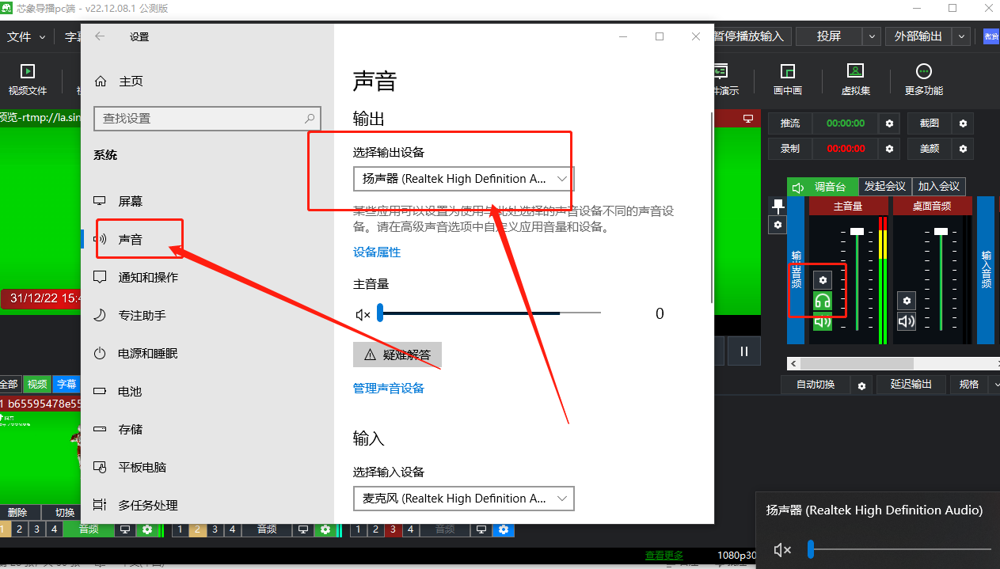 芯象导播pc端 - v22.12.08.1 公测版
文件
暂停播放输入
投屏
外部输出
视频文件
画中画
虚拟集
更多功能
预览-rtmp://la.sin
推流
00:00:00
截图
录制
00:00:00
美颜
调音台
发起会议
加入会议
主音量
桌面音频
输出音频
输入音频
31/12/22 15:4
自动切换
延迟输出
规格
全部
视频
字幕
1 b65595478e55
删除
切换
1
2
3
4
音频
1
2
3
4
音频
1
2
3
4
音频
查看更多
1080p30
设置
主页
查找设置
系统
屏幕
声音
通知和操作
专注助手
电源和睡眠
电池
存储
平板电脑
多任务处理
声音
输出
选择输出设备
扬声器 (Realtek High Definition A...
某些应用可以设置为使用与此处选择的声音设备不同的声音设
备。请在高级声音选项中自定义应用音量和设备。
设备属性
主音量
0
疑难解答
管理声音设备
输入
选择输入设备
麦克风 (Realtek High Definition A...
扬声器 (Realtek High Definition Audio)